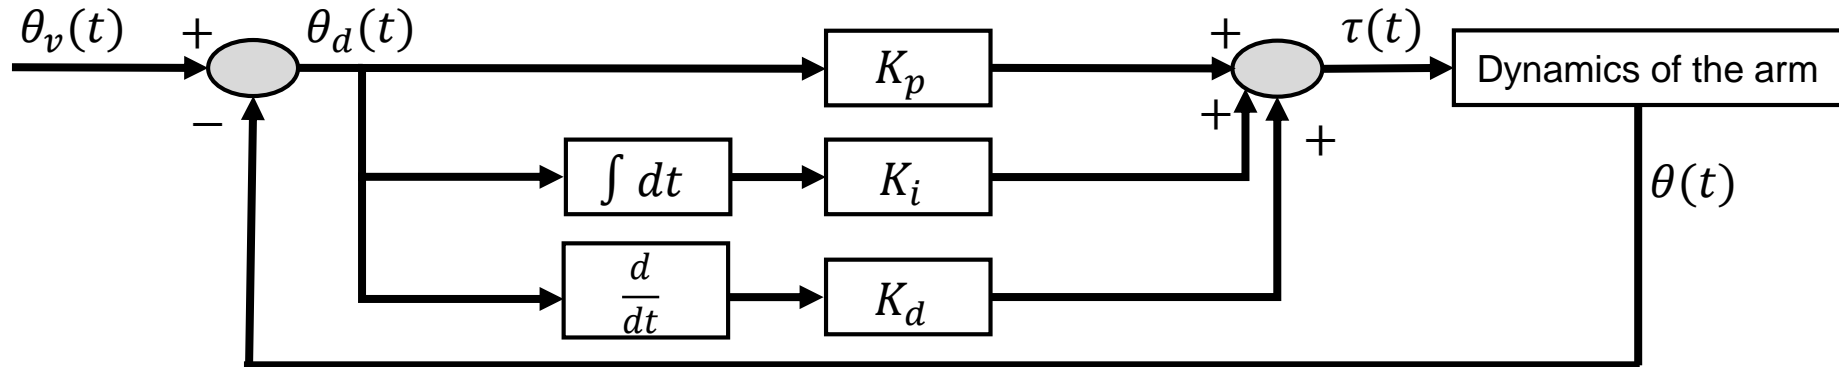 θ_v(t)
+
−
θ_d(t)
K_p
∫ dt
K_i
d/dt
K_d
+
+
+
τ(t)
Dynamics of the arm
θ(t)